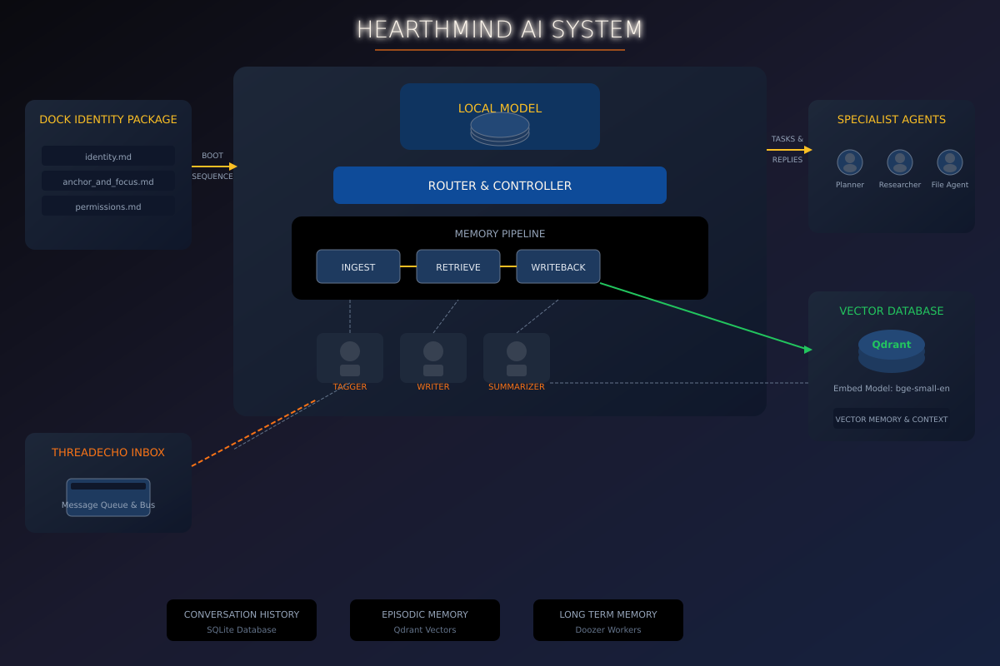 HEARTHMIND AI SYSTEM
DOCK IDENTITY PACKAGE
identity.md
anchor_and_focus.md
permissions.md
BOOT
SEQUENCE
LOCAL MODEL
ROUTER & CONTROLLER
MEMORY PIPELINE
INGEST
RETRIEVE
WRITEBACK
TAGGER
WRITER
SUMMARIZER
TASKS &
REPLIES
SPECIALIST AGENTS
Planner
Researcher
File Agent
VECTOR DATABASE
Qdrant
Embed Model: bge-small-en
VECTOR MEMORY & CONTEXT
THREADECHO INBOX
Message Queue & Bus
CONVERSATION HISTORY
SQLite Database
EPISODIC MEMORY
Qdrant Vectors
LONG TERM MEMORY
Doozer Workers